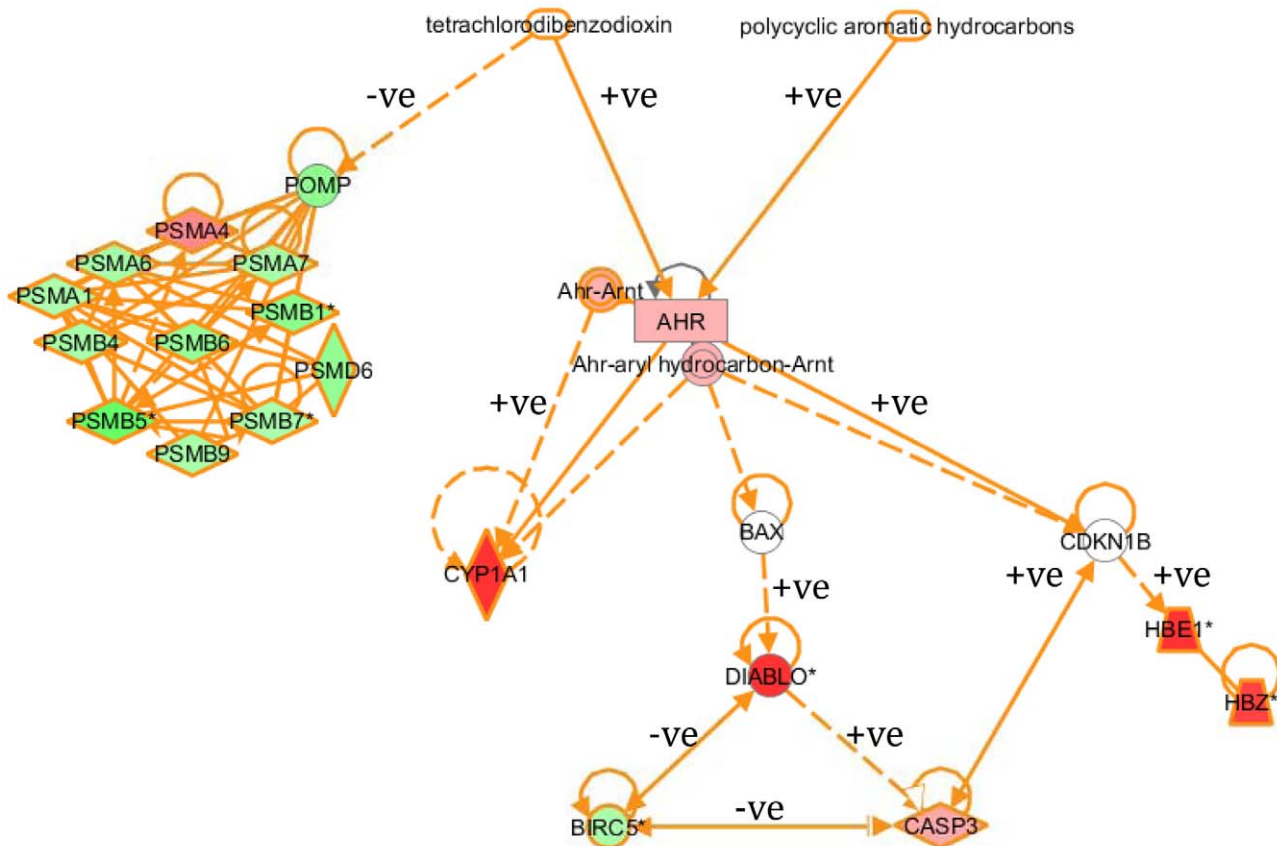 tetrachlorodibenzodioxin
polycyclic aromatic hydrocarbons
-ve
+ve
+ve
POMP
PSMA4
PSMA6
PSMA7
PSMA1
PSMB1*
PSMB4
PSMB6
PSMD6
PSMB5*
PSMB7*
PSMB9
Ahr-Arnt
AHR
Ahr-aryl hydrocarbon-Arnt
+ve
+ve
BAX
CDKN1B
CYP1A1
+ve
+ve
+ve
HBE1*
DIABLO*
HBZ*
-ve
+ve
-ve
BIRC5*
CASP3